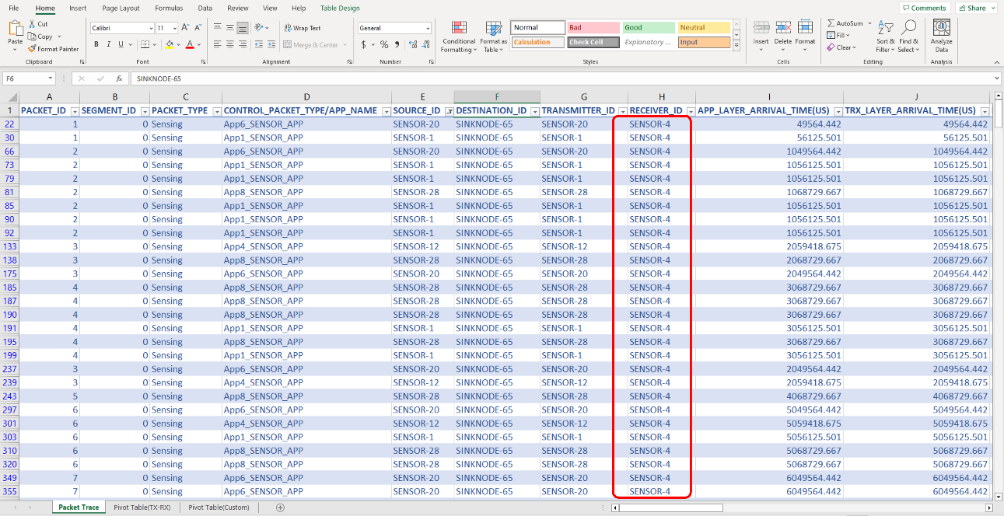 File Home Insert Page Layout Formulas Data Review View Help Table Design Comments Share
Cut Calibri 11 Wrap Text General Normal Bad Good Neutral AutoSum
Copy Fill
Paste Format Painter B I U Merge & Center $ % Conditional Formatting Format as Table Calculation Check Cell Explanatory ... Input Insert Delete Format Clear Sort & Filter Find & Select Analyze Data
Clipboard Font Alignment Number Styles Cells Editing Analysis
F6 fx SINKNODE-65
A B C D E F G H I J
1 PACKET_ID SEGMENT_ID PACKET_TYPE CONTROL_PACKET_TYPE/APP_NAME SOURCE_ID DESTINATION_ID TRANSMITTER_ID RECEIVER_ID APP_LAYER_ARRIVAL_TIME(US) TRX_LAYER_ARRIVAL_TIME(US)
22 1 0 Sensing App6_SENSOR_APP SENSOR-20 SINKNODE-65 SENSOR-20 SENSOR-4 49564.442 49564.442
30 1 0 Sensing App1_SENSOR_APP SENSOR-1 SINKNODE-65 SENSOR-1 SENSOR-4 56125.501 56125.501
66 2 0 Sensing App6_SENSOR_APP SENSOR-20 SINKNODE-65 SENSOR-20 SENSOR-4 1049564.442 1049564.442
73 2 0 Sensing App1_SENSOR_APP SENSOR-1 SINKNODE-65 SENSOR-1 SENSOR-4 1056125.501 1056125.501
79 2 0 Sensing App1_SENSOR_APP SENSOR-1 SINKNODE-65 SENSOR-1 SENSOR-4 1056125.501 1056125.501
81 2 0 Sensing App8_SENSOR_APP SENSOR-28 SINKNODE-65 SENSOR-28 SENSOR-4 1068729.667 1068729.667
85 2 0 Sensing App1_SENSOR_APP SENSOR-1 SINKNODE-65 SENSOR-1 SENSOR-4 1056125.501 1056125.501
90 2 0 Sensing App1_SENSOR_APP SENSOR-1 SINKNODE-65 SENSOR-1 SENSOR-4 1056125.501 1056125.501
92 2 0 Sensing App1_SENSOR_APP SENSOR-1 SINKNODE-65 SENSOR-1 SENSOR-4 1056125.501 1056125.501
133 3 0 Sensing App4_SENSOR_APP SENSOR-12 SINKNODE-65 SENSOR-12 SENSOR-4 2059418.675 2059418.675
138 3 0 Sensing App8_SENSOR_APP SENSOR-28 SINKNODE-65 SENSOR-28 SENSOR-4 2068729.667 2068729.667
175 3 0 Sensing App6_SENSOR_APP SENSOR-20 SINKNODE-65 SENSOR-20 SENSOR-4 2049564.442 2049564.442
185 4 0 Sensing App8_SENSOR_APP SENSOR-28 SINKNODE-65 SENSOR-28 SENSOR-4 3068729.667 3068729.667
187 4 0 Sensing App8_SENSOR_APP SENSOR-28 SINKNODE-65 SENSOR-28 SENSOR-4 3068729.667 3068729.667
190 4 0 Sensing App8_SENSOR_APP SENSOR-28 SINKNODE-65 SENSOR-28 SENSOR-4 3068729.667 3068729.667
191 4 0 Sensing App1_SENSOR_APP SENSOR-1 SINKNODE-65 SENSOR-1 SENSOR-4 3056125.501 3056125.501
195 4 0 Sensing App8_SENSOR_APP SENSOR-28 SINKNODE-65 SENSOR-28 SENSOR-4 3068729.667 3068729.667
199 4 0 Sensing App1_SENSOR_APP SENSOR-1 SINKNODE-65 SENSOR-1 SENSOR-4 3056125.501 3056125.501
237 3 0 Sensing App6_SENSOR_APP SENSOR-20 SINKNODE-65 SENSOR-20 SENSOR-4 2049564.442 2049564.442
239 3 0 Sensing App4_SENSOR_APP SENSOR-12 SINKNODE-65 SENSOR-12 SENSOR-4 2059418.675 2059418.675
243 5 0 Sensing App8_SENSOR_APP SENSOR-28 SINKNODE-65 SENSOR-28 SENSOR-4 4068729.667 4068729.667
297 6 0 Sensing App6_SENSOR_APP SENSOR-20 SINKNODE-65 SENSOR-20 SENSOR-4 5049564.442 5049564.442
301 6 0 Sensing App4_SENSOR_APP SENSOR-12 SINKNODE-65 SENSOR-12 SENSOR-4 5059418.675 5059418.675
303 6 0 Sensing App1_SENSOR_APP SENSOR-1 SINKNODE-65 SENSOR-1 SENSOR-4 5056125.501 5056125.501
310 6 0 Sensing App8_SENSOR_APP SENSOR-28 SINKNODE-65 SENSOR-28 SENSOR-4 5068729.667 5068729.667
320 6 0 Sensing App8_SENSOR_APP SENSOR-28 SINKNODE-65 SENSOR-28 SENSOR-4 5068729.667 5068729.667
349 7 0 Sensing App6_SENSOR_APP SENSOR-20 SINKNODE-65 SENSOR-20 SENSOR-4 6049564.442 6049564.442
355 7 0 Sensing App6_SENSOR_APP SENSOR-20 SINKNODE-65 SENSOR-20 SENSOR-4 6049564.442 6049564.442
Packet Trace Pivot Table(TX-RX) Pivot Table(Custom)